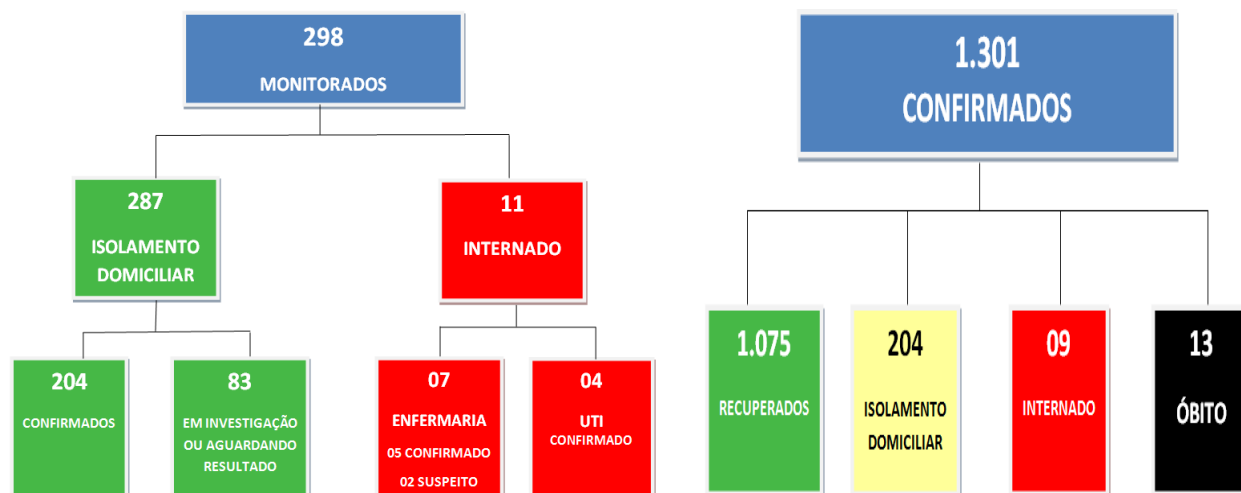 298
MONITORADOS
287
ISOLAMENTO
DOMICILIAR
11
INTERNADO
204
CONFIRMADOS
83
EM INVESTIGAÇÃO
OU AGUARDANDO
RESULTADO
07
ENFERMARIA
05 CONFIRMADO
02 SUSPEITO
04
UTI
CONFIRMADO
1.301
CONFIRMADOS
1.075
RECUPERADOS
204
ISOLAMENTO
DOMICILIAR
09
INTERNADO
13
ÓBITO